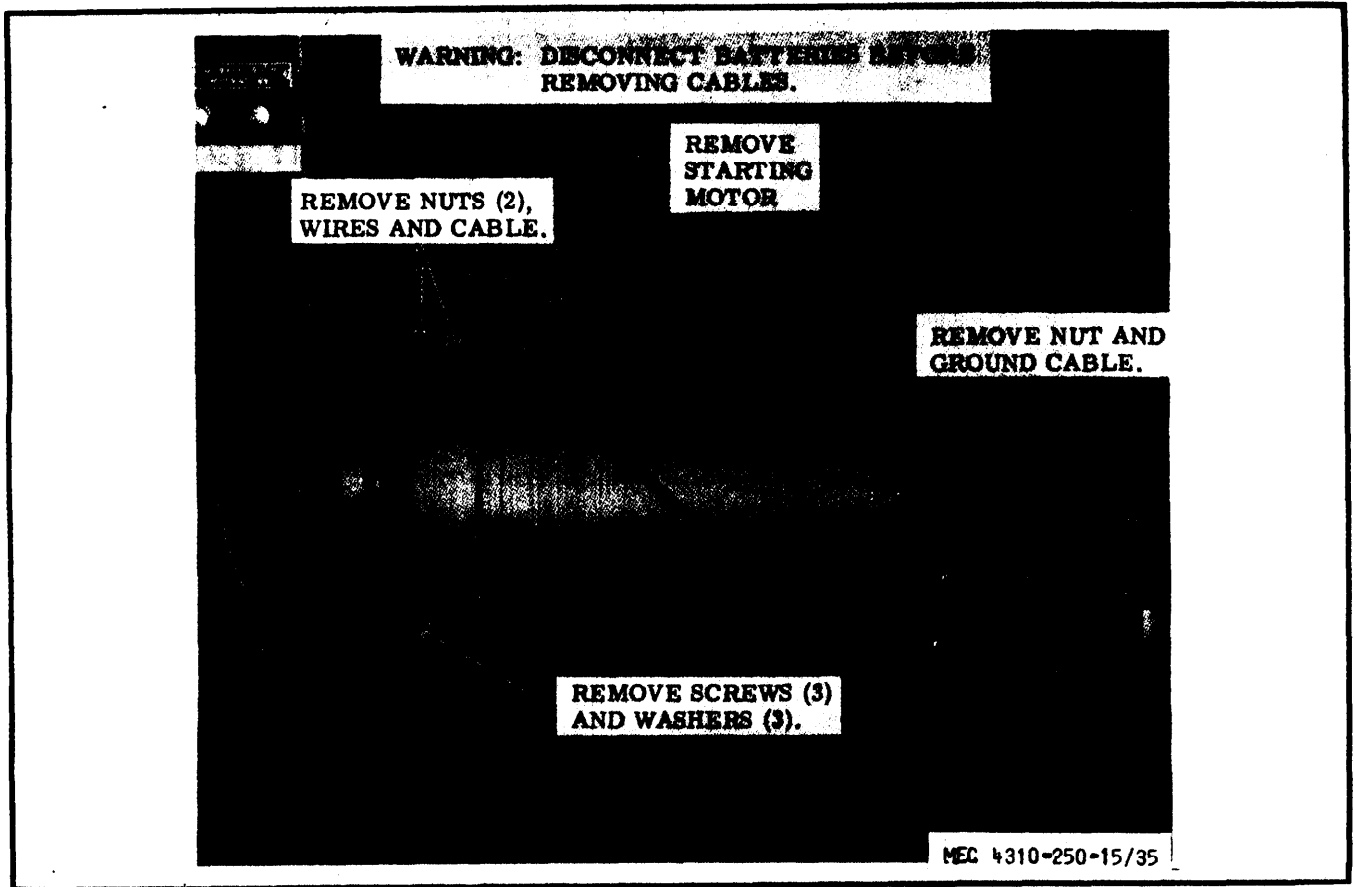 WARNING: DISCONNECT BATTERIES BEFORE
REMOVING CABLES.
REMOVE
STARTING
MOTOR
REMOVE NUTS (2),
WIRES AND CABLE.
REMOVE NUT AND
GROUND CABLE.
REMOVE SCREWS (3)
AND WASHERS (3).
MEC 4310-250-15/35